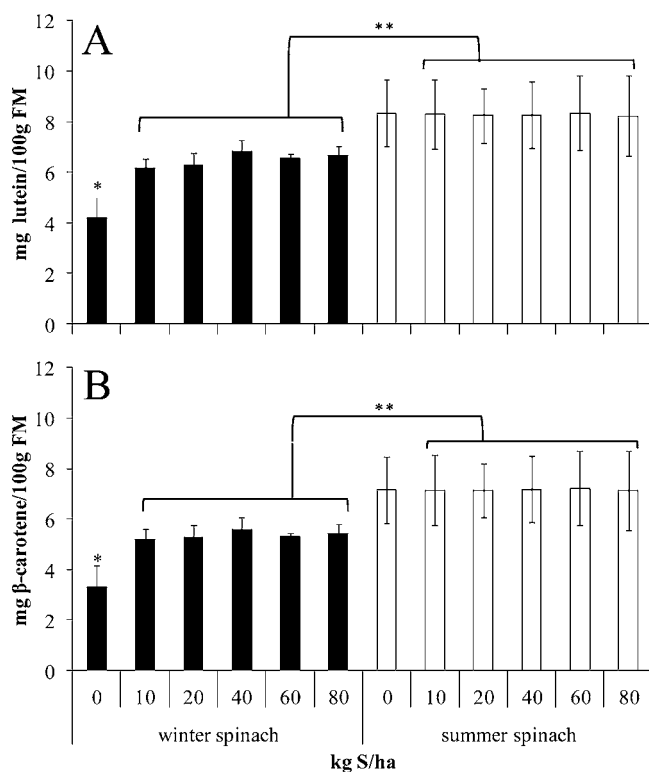 A
**
12
10
8
6
4
2
0
mg lutein/100g FM
*
B
**
12
10
8
6
4
2
0
mg β-carotene/100g FM
*
0 10 20 40 60 80 0 10 20 40 60 80
winter spinach summer spinach
kg S/ha